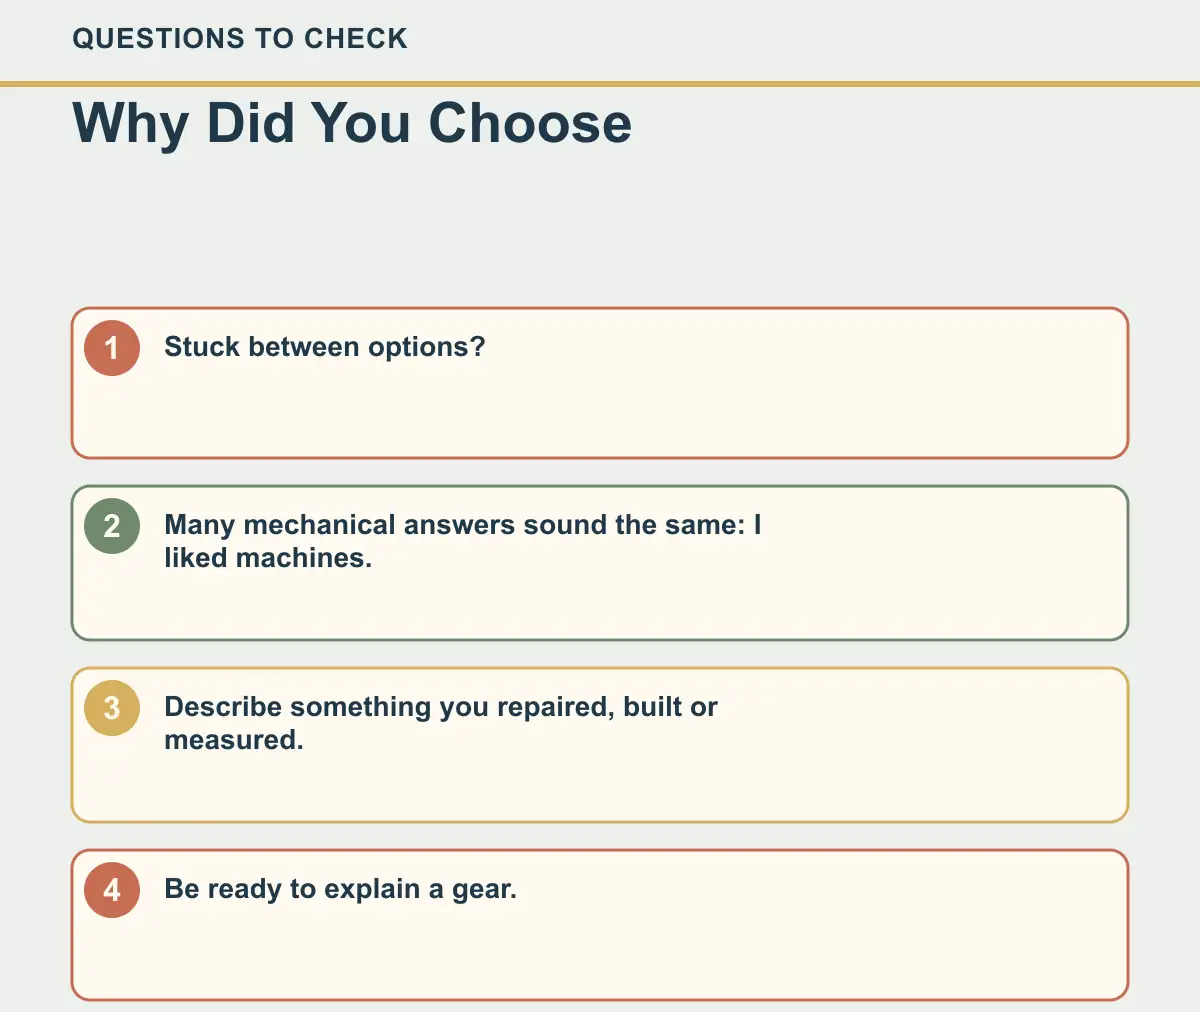 QUESTIONS TO CHECK
Why Did You Choose
1
Stuck between options?
2
Many mechanical answers sound the same: I
liked machines.
3
Describe something you repaired, built or
measured.
4
Be ready to explain a gear.